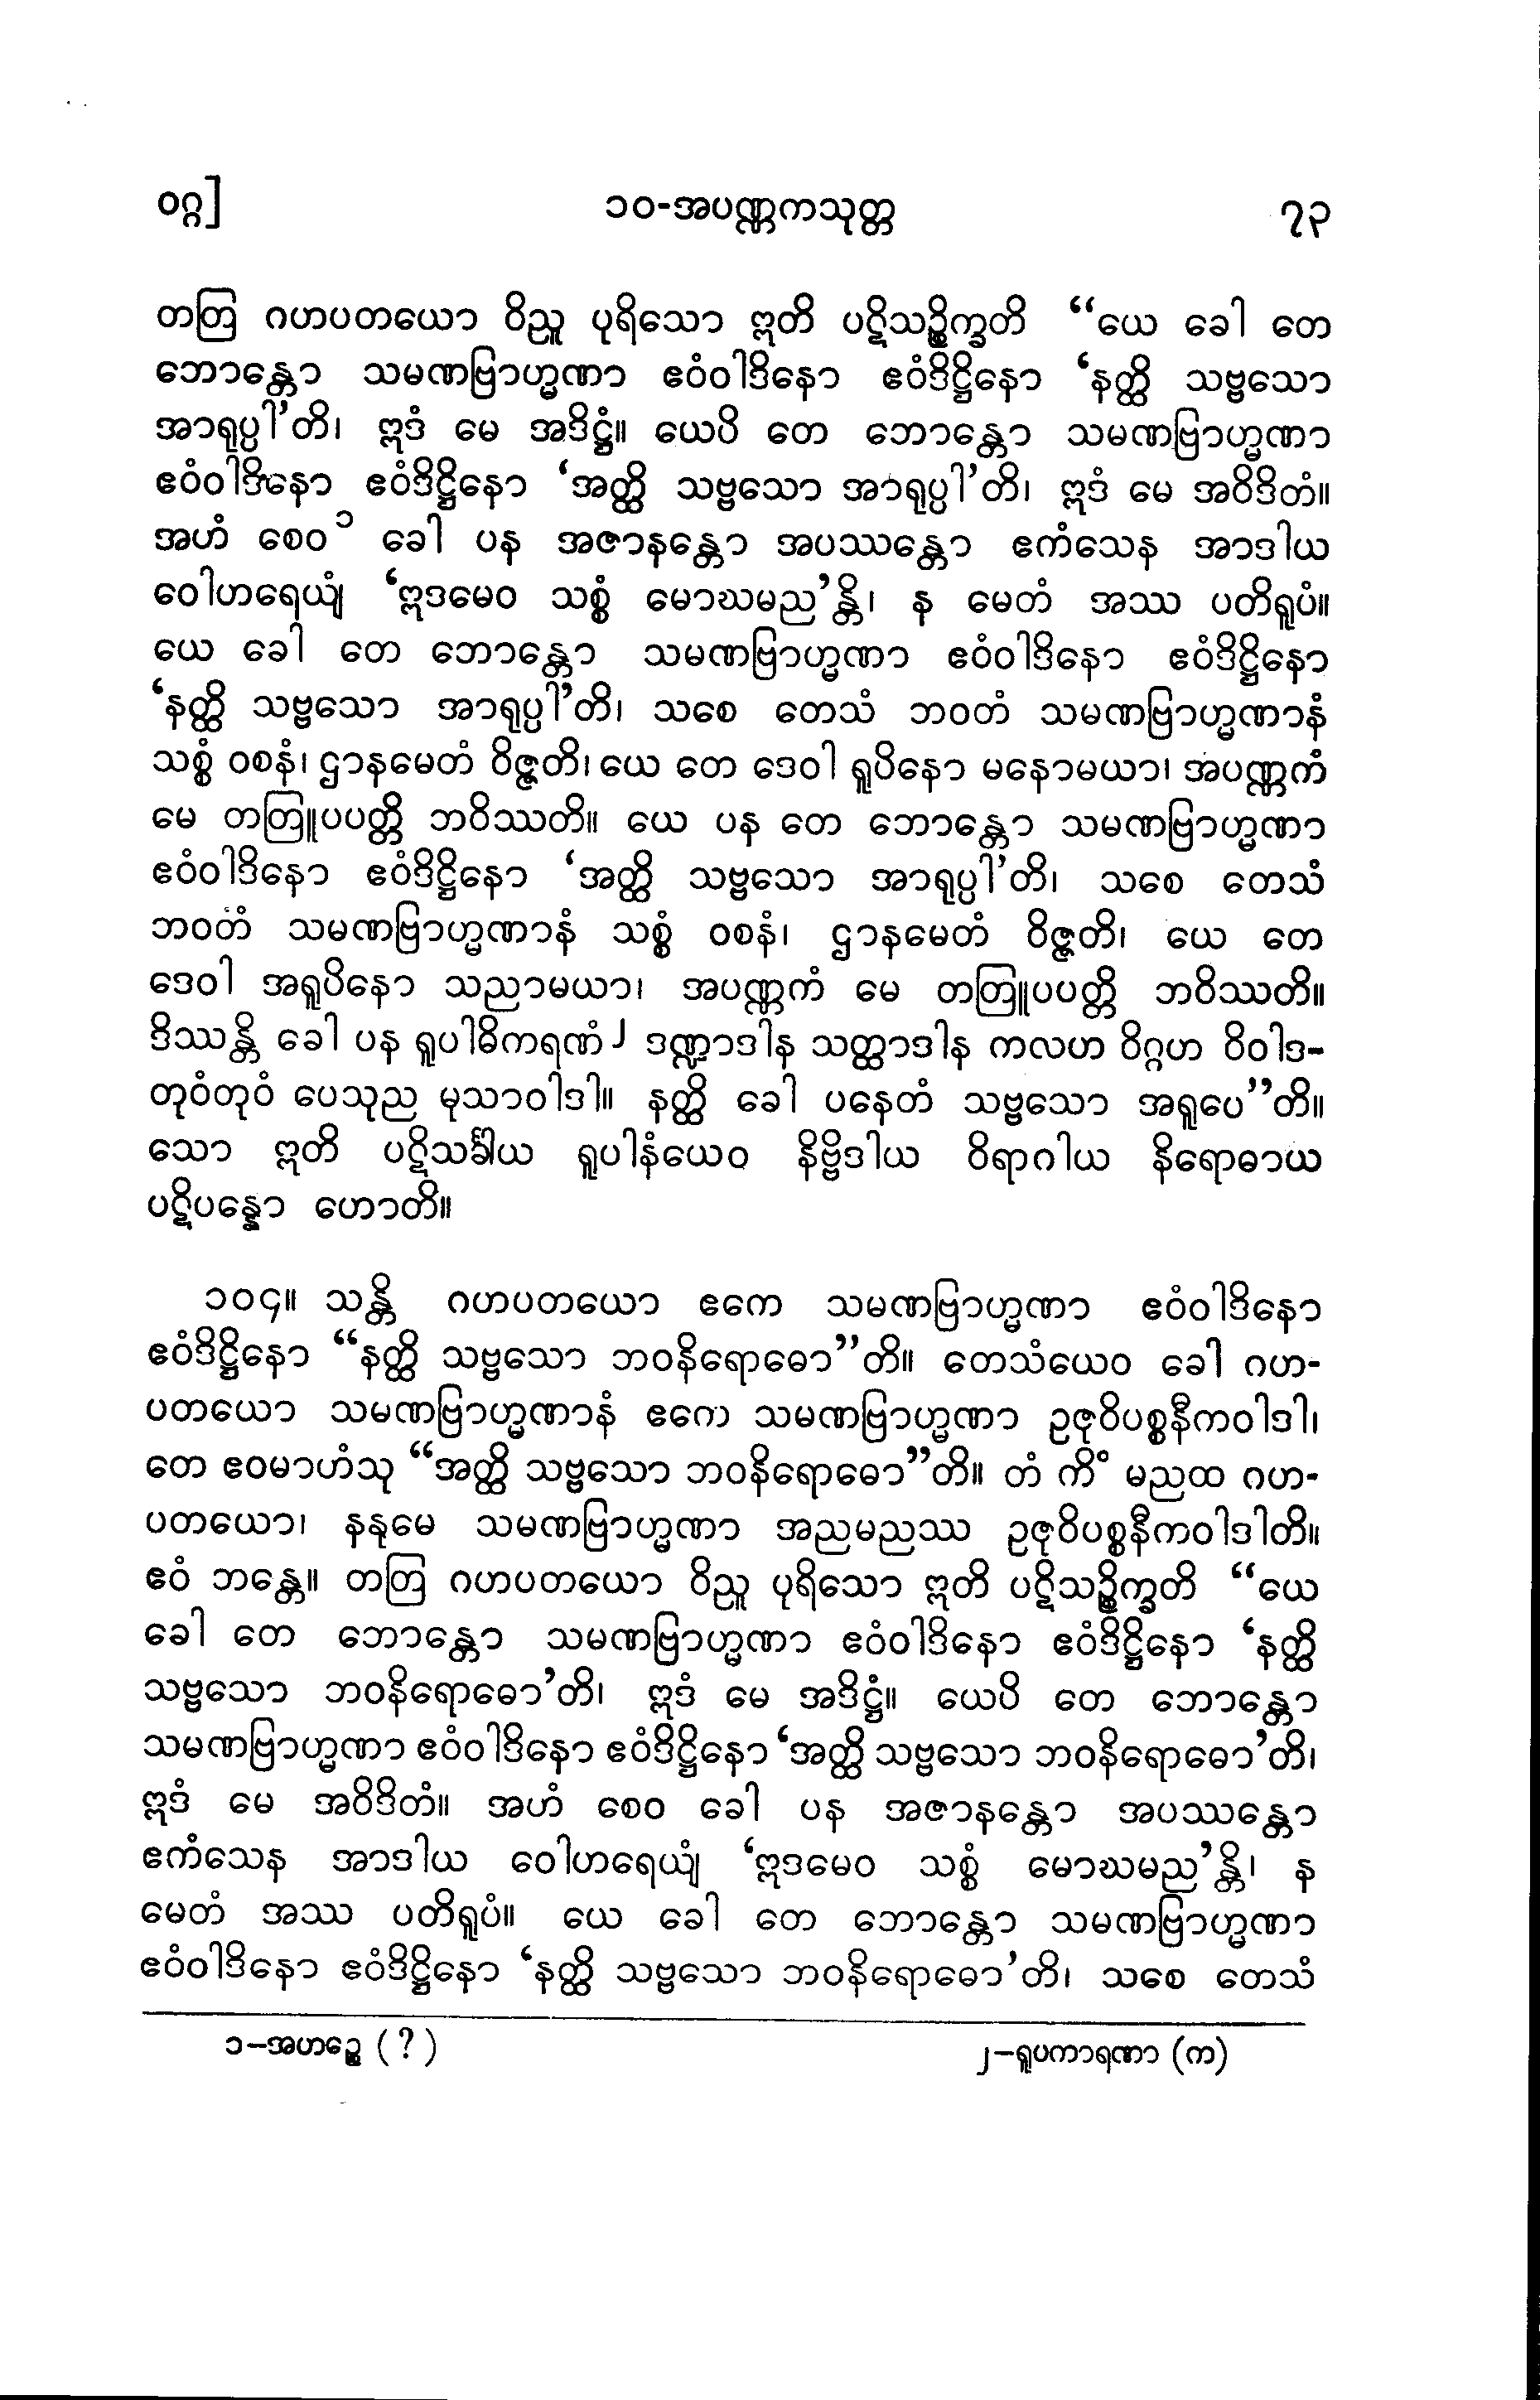 ဝဂ္ဂ]
၁၀-အပဏ္ဏကသုတ္တ
၇၃
တတြ ဂဟပတယော ဝိညူ ပုရိသော ဣတိ ပဋိသဉ္စိက္ခတိ “ယေ ခေါ တေ
ဘောန္တော သမဏဗြာဟ္မဏာ ဧဝံဝါဒိနော ဧဝံဒိဋ္ဌိနော ‘နတ္ထိ သဗ္ဗသော
အာရုပ္ပါ’တိ၊ ဣဒံ မေ အဒိဋ္ဌံ။ ယေပိ တေ ဘောန္တော သမဏဗြာဟ္မဏာ
ဧဝံဝါဒိနော ဧဝံဒိဋ္ဌိနော ‘အတ္ထိ သဗ္ဗသော အာရုပ္ပါ’တိ၊ ဣဒံ မေ အဝိဒိတံ။
အဟံ စေဝ ၁ ခေါ ပန အဇာနန္တော အပဿန္တော ဧကံသေန အာဒါယ
ဝေါဟရေယျံ ‘ဣဒမေဝ သစ္စံ မောဃမည’န္တိ၊ န မေတံ အဿ ပတိရူပံ။
ယေ ခေါ တေ ဘောန္တော သမဏဗြာဟ္မဏာ ဧဝံဝါဒိနော ဧဝံဒိဋ္ဌိနော
‘နတ္ထိ သဗ္ဗသော အာရုပ္ပါ’တိ၊ သစေ တေသံ ဘဝတံ သမဏဗြာဟ္မဏာနံ
သစ္စံ ဝစနံ၊ ဌာနမေတံ ဝိဇ္ဇတိ၊ ယေ တေ ဒေဝါ ရူပိနော မနောမယာ၊ အပဏ္ဏကံ
မေ တတြူပပတ္တိ ဘဝိဿတိ။ ယေ ပန တေ ဘောန္တော သမဏဗြာဟ္မဏာ
ဧဝံဝါဒိနော ဧဝံဒိဋ္ဌိနော ‘အတ္ထိ သဗ္ဗသော အာရုပ္ပါ’တိ၊ သစေ တေသံ
ဘဝတံ သမဏဗြာဟ္မဏာနံ သစ္စံ ဝစနံ၊ ဌာနမေတံ ဝိဇ္ဇတိ၊ ယေ တေ
ဒေဝါ အရူပိနော သညာမယာ၊ အပဏ္ဏကံ မေ တတြူပပတ္တိ ဘဝိဿတိ။
ဒိဿန္တိ ခေါ ပန ရူပါဓိကရဏံ ၂ ဒဏ္ဍာဒါန သတ္ထာဒါန ကလဟ ဝိဂ္ဂဟ ဝိဝါဒ-
တုဝံတုဝံ ပေသုည မုသာဝါဒါ။ နတ္ထိ ခေါ ပနေတံ သဗ္ဗသော အရူပေ”တိ။
သော ဣတိ ပဋိသင်္ခါယ ရူပါနံယေဝ နိဗ္ဗိဒါယ ဝိရာဂါယ နိရောဓာယ
ပဋိပန္နော ဟောတိ။
၁၀၄။ သန္တိ ဂဟပတယော ဧကေ သမဏဗြာဟ္မဏာ ဧဝံဝါဒိနော
ဧဝံဒိဋ္ဌိနော “နတ္ထိ သဗ္ဗသော ဘဝနိရောဓော”တိ။ တေသံယေဝ ခေါ ဂဟ-
ပတယော သမဏဗြာဟ္မဏာနံ ဧကေ သမဏဗြာဟ္မဏာ ဥဇုဝိပစ္စနီကဝါဒါ၊
တေ ဧဝမာဟံသု “အတ္ထိ သဗ္ဗသော ဘဝနိရောဓော”တိ။ တံ ကိံ မညထ ဂဟ-
ပတယော၊ နနုမေ သမဏဗြာဟ္မဏာ အညမညဿ ဥဇုဝိပစ္စနီကဝါဒါတိ။
ဧဝံ ဘန္တေ။ တတြ ဂဟပတယော ဝိညူ ပုရိသော ဣတိ ပဋိသဉ္စိက္ခတိ “ယေ
ခေါ တေ ဘောန္တော သမဏဗြာဟ္မဏာ ဧဝံဝါဒိနော ဧဝံဒိဋ္ဌိနော ‘နတ္ထိ
သဗ္ဗသော ဘဝနိရောဓော’တိ၊ ဣဒံ မေ အဒိဋ္ဌံ။ ယေပိ တေ ဘောန္တော
သမဏဗြာဟ္မဏာ ဧဝံဝါဒိနော ဧဝံဒိဋ္ဌိနော ‘အတ္ထိ သဗ္ဗသော ဘဝနိရောဓော’တိ၊
ဣဒံ မေ အဝိဒိတံ။ အဟံ စေဝ ခေါ ပန အဇာနန္တော အပဿန္တော
ဧကံသေန အာဒါယ ဝေါဟရေယျံ ‘ဣဒမေဝ သစ္စံ မောဃမည’န္တိ၊ န
မေတံ အဿ ပတိရူပံ။ ယေ ခေါ တေ ဘောန္တော သမဏဗြာဟ္မဏာ
ဧဝံဝါဒိနော ဧဝံဒိဋ္ဌိနော ‘နတ္ထိ သဗ္ဗသော ဘဝနိရောဓော’တိ၊ သစေ တေသံ
၁–အဟဉ္စေ (?)
၂–ရူပကာရဏာ (က)